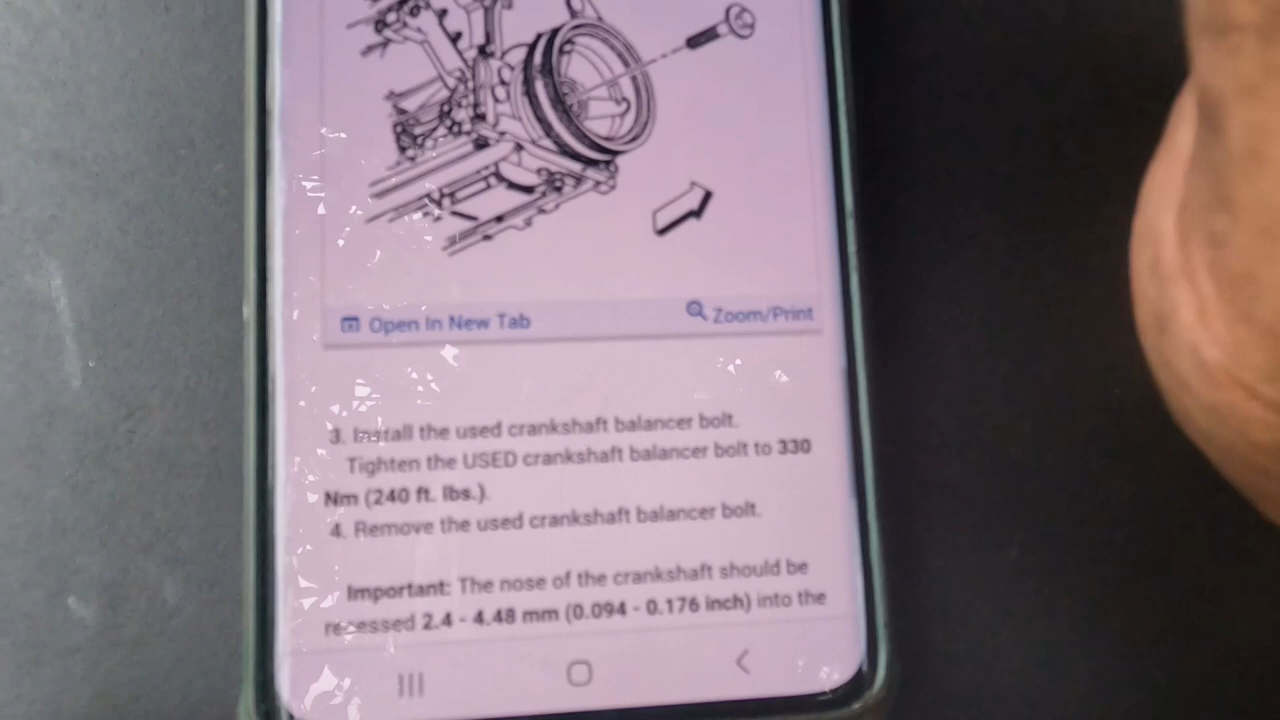 Open In New Tab
Zoom/Print
3. Install the used crankshaft balancer bolt.
Tighten the USED crankshaft balancer bolt to 330
Nm (240 ft. lbs.).
4. Remove the used crankshaft balancer bolt.
Important: The nose of the crankshaft should be
recessed 2.4 - 4.48 mm (0.094 - 0.176 inch) into the